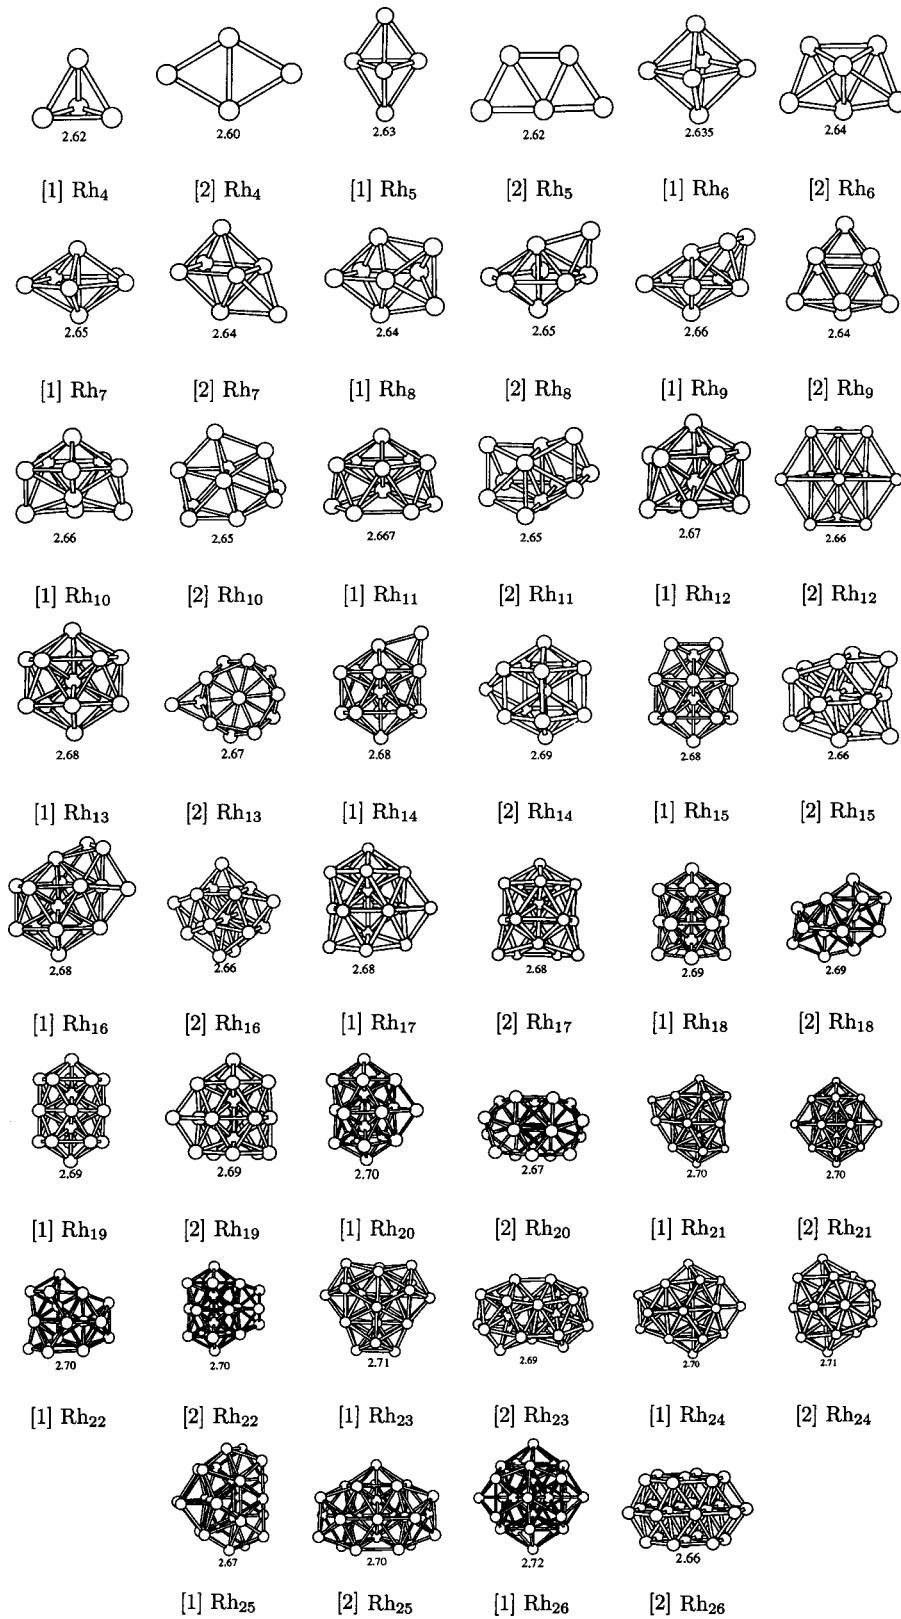 2.62 2.60 2.63 2.62 2.635 2.64
[1] Rh₄ [2] Rh₄ [1] Rh₅ [2] Rh₅ [1] Rh₆ [2] Rh₆
2.65 2.64 2.64 2.65 2.66 2.64
[1] Rh₇ [2] Rh₇ [1] Rh₈ [2] Rh₈ [1] Rh₉ [2] Rh₉
2.66 2.65 2.667 2.65 2.67 2.66
[1] Rh₁₀ [2] Rh₁₀ [1] Rh₁₁ [2] Rh₁₁ [1] Rh₁₂ [2] Rh₁₂
2.68 2.67 2.68 2.69 2.68 2.66
[1] Rh₁₃ [2] Rh₁₃ [1] Rh₁₄ [2] Rh₁₄ [1] Rh₁₅ [2] Rh₁₅
2.68 2.66 2.68 2.68 2.69 2.69
[1] Rh₁₆ [2] Rh₁₆ [1] Rh₁₇ [2] Rh₁₇ [1] Rh₁₈ [2] Rh₁₈
2.69 2.69 2.70 2.67 2.70 2.70
[1] Rh₁₉ [2] Rh₁₉ [1] Rh₂₀ [2] Rh₂₀ [1] Rh₂₁ [2] Rh₂₁
2.70 2.70 2.71 2.69 2.70 2.71
[1] Rh₂₂ [2] Rh₂₂ [1] Rh₂₃ [2] Rh₂₃ [1] Rh₂₄ [2] Rh₂₄
2.67 2.70 2.72 2.66
[1] Rh₂₅ [2] Rh₂₅ [1] Rh₂₆ [2] Rh₂₆